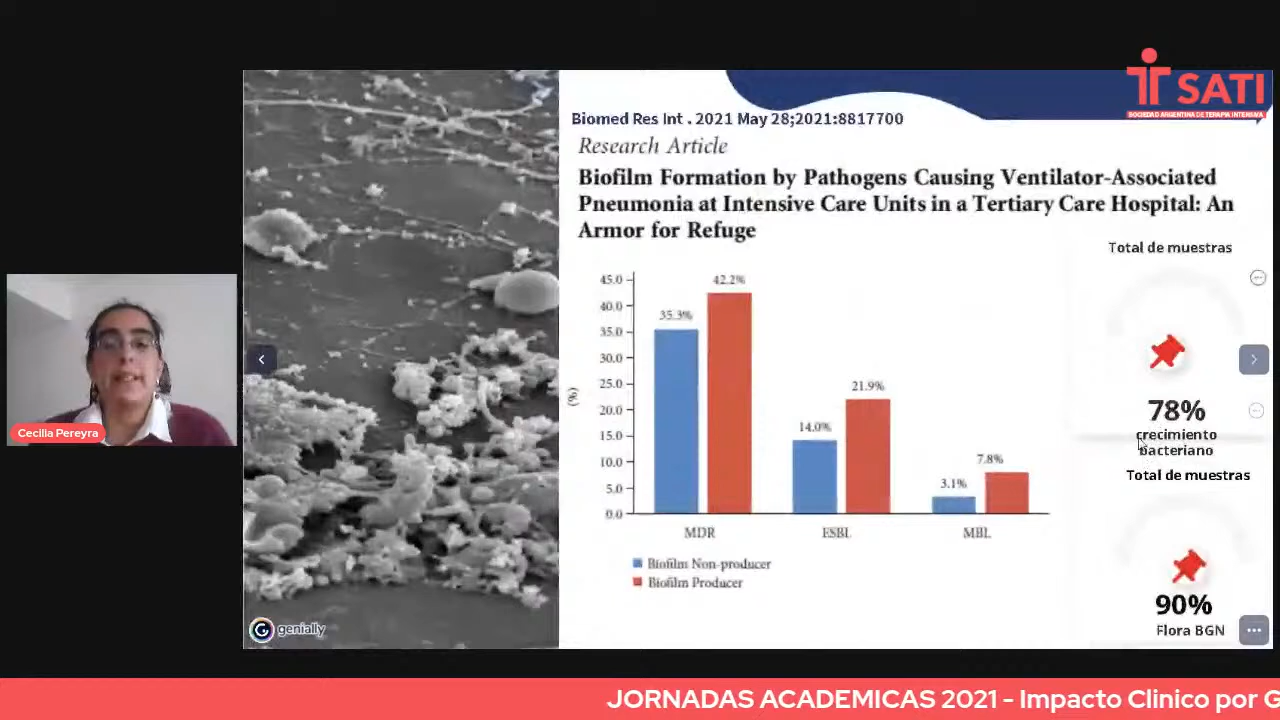 SATI
SOCIEDAD ARGENTINA DE TERAPIA INTENSIVA
Biomed Res Int . 2021 May 28;2021:8817700
Research Article
Biofilm Formation by Pathogens Causing Ventilator-Associated
Pneumonia at Intensive Care Units in a Tertiary Care Hospital: An
Armor for Refuge
Total de muestras
45.0
40.0
35.0
30.0
25.0
20.0
15.0
10.0
5.0
0.0
(%)
35.3%
42.2%
14.0%
21.9%
3.1%
7.8%
MDR
ESBL
MBL
Biofilm Non-producer
Biofilm Producer
78%
crecimiento
bacteriano
Total de muestras
90%
Flora BGN
Cecilia Pereyra
genially
JORNADAS ACADEMICAS 2021 - Impacto Clinico por G